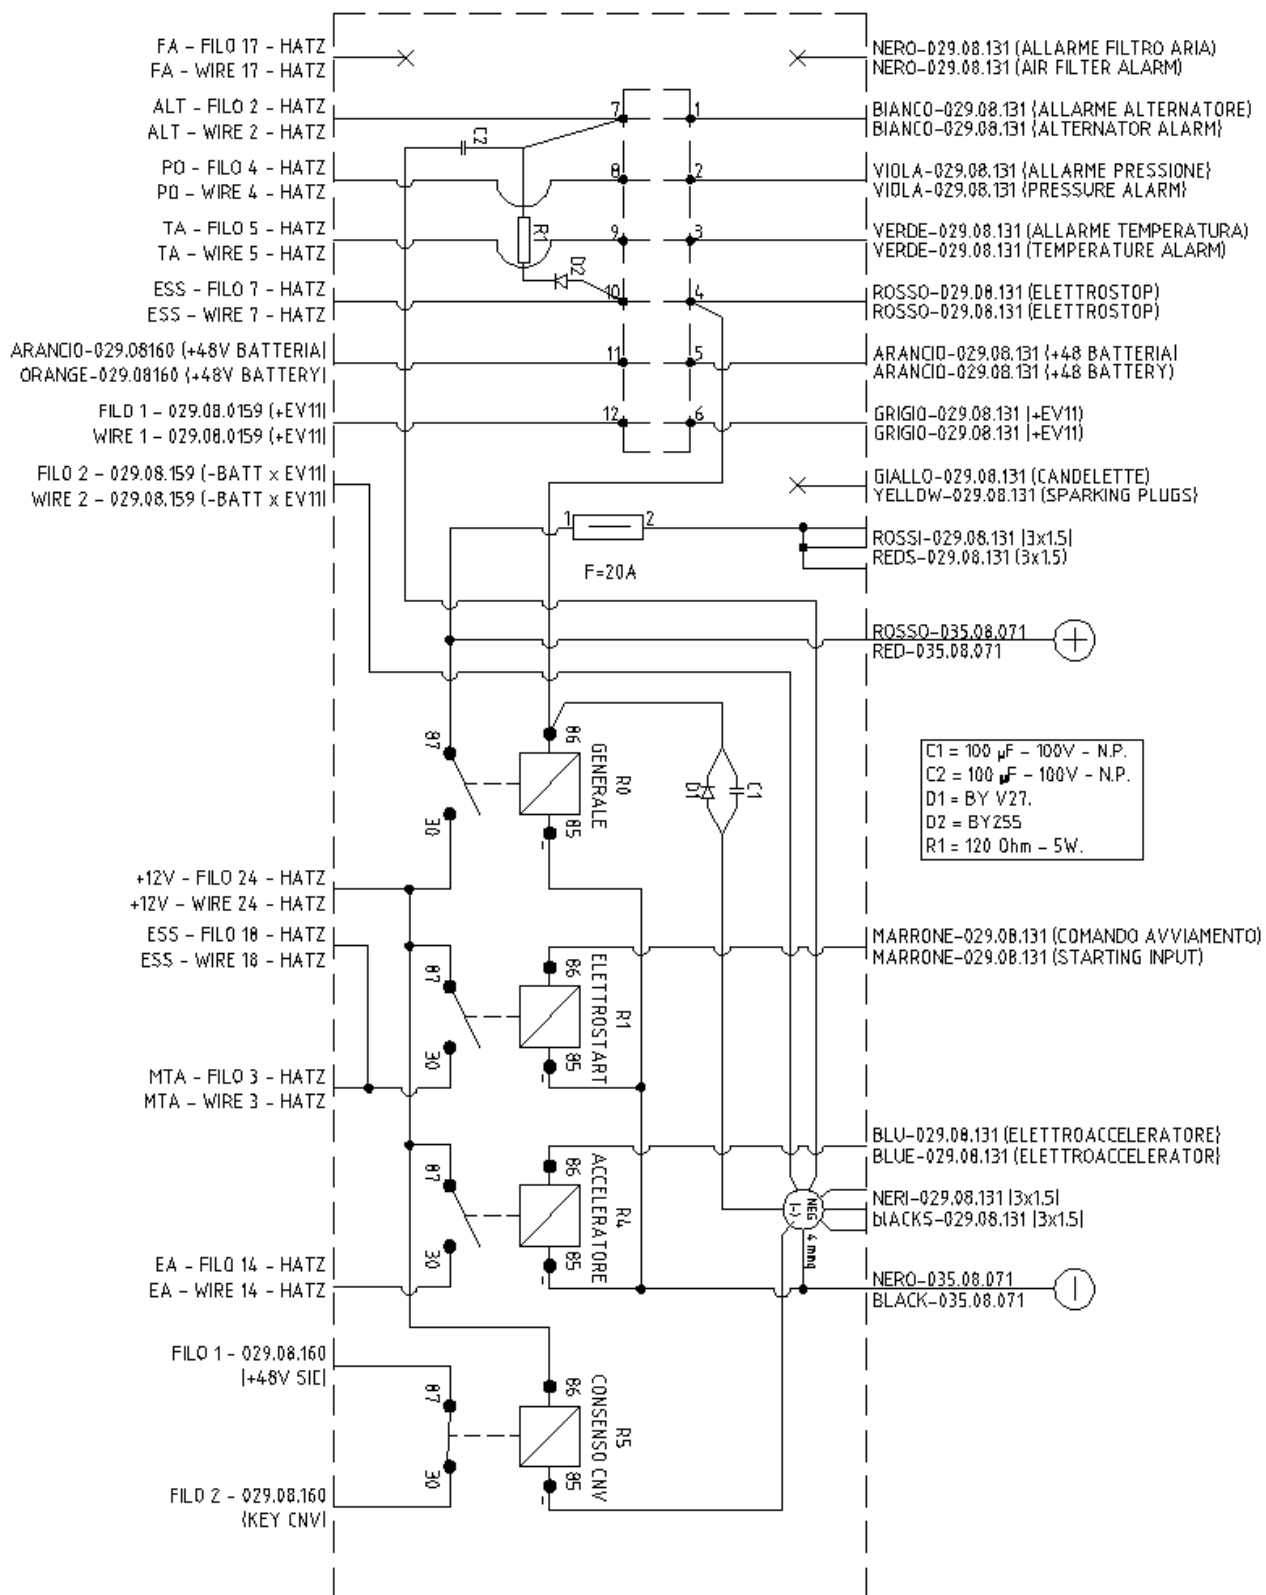 FA - FILO 17 - HATZ
FA - WIRE 17 - HATZ
NERO-029.08.131 (ALLARME FILTRO ARIA)
NERO-029.08.131 (AIR FILTER ALARM)
ALT - FILO 2 - HATZ
ALT - WIRE 2 - HATZ
7
1
BIANCO-029.08.131 (ALLARME ALTERNATORE)
BIANCO-029.08.131 (ALTERNATOR ALARM)
C2
PO - FILO 4 - HATZ
PO - WIRE 4 - HATZ
8
2
VIOLA-029.08.131 (ALLARME PRESSIONE)
VIOLA-029.08.131 (PRESSURE ALARM)
TA - FILO 5 - HATZ
TA - WIRE 5 - HATZ
R1
9
3
VERDE-029.08.131 (ALLARME TEMPERATURA)
VERDE-029.08.131 (TEMPERATURE ALARM)
D2
ESS - FILO 7 - HATZ
ESS - WIRE 7 - HATZ
10
4
ROSSO-029.08.131 (ELETTROSTOP)
ROSSO-029.08.131 (ELETTROSTOP)
ARANCIO-029.08160 (+48V BATTERIA)
ORANGE-029.08160 (+48V BATTERY)
11
5
ARANCIO-029.08.131 (+48 BATTERIA)
ARANCIO-029.08.131 (+48 BATTERY)
FILO 1 - 029.08.0159 (+EV11)
WIRE 1 - 029.08.0159 (+EV11)
12
6
GRIGIO-029.08.131 (+EV11)
GRIGIO-029.08.131 (+EV11)
FILO 2 - 029.08.159 (-BATT x EV11)
WIRE 2 - 029.08.159 (-BATT x EV11)
GIALLO-029.08.131 (CANDELETTE)
YELLOW-029.08.131 (SPARKING PLUGS)
1
2
F=20A
ROSSI-029.08.131 (3x1.5)
REDS-029.08.131 (3x1.5)
ROSSO-035.08.071
RED-035.08.071
+
87
30
86
85
-
R0
GENERALE
D1
C1
C1 = 100 µF - 100V - N.P.
C2 = 100 µF - 100V - N.P.
D1 = BY V27.
D2 = BY255
R1 = 120 Ohm - 5W.
+12V - FILO 24 - HATZ
+12V - WIRE 24 - HATZ
ESS - FILO 18 - HATZ
ESS - WIRE 18 - HATZ
87
30
86
85
-
R1
ELETTROSTART
MARRONE-029.08.131 (COMANDO AVVIAMENTO)
MARRONE-029.08.131 (STARTING INPUT)
MTA - FILO 3 - HATZ
MTA - WIRE 3 - HATZ
87
30
86
85
-
R4
ACCELERATORE
BLU-029.08.131 (ELETTROACCELERATORE)
BLUE-029.08.131 (ELETTROACCELERATOR)
NEG
(-)
4 mmq
NERI-029.08.131 (3x1.5)
blACKS-029.08.131 (3x1.5)
EA - FILO 14 - HATZ
EA - WIRE 14 - HATZ
NERO-035.08.071
BLACK-035.08.071
FILO 1 - 029.08.160
(+48V SIE)
87
30
86
85
-
R5
CONSENSO CNV
FILO 2 - 029.08.160
(KEY CNV)